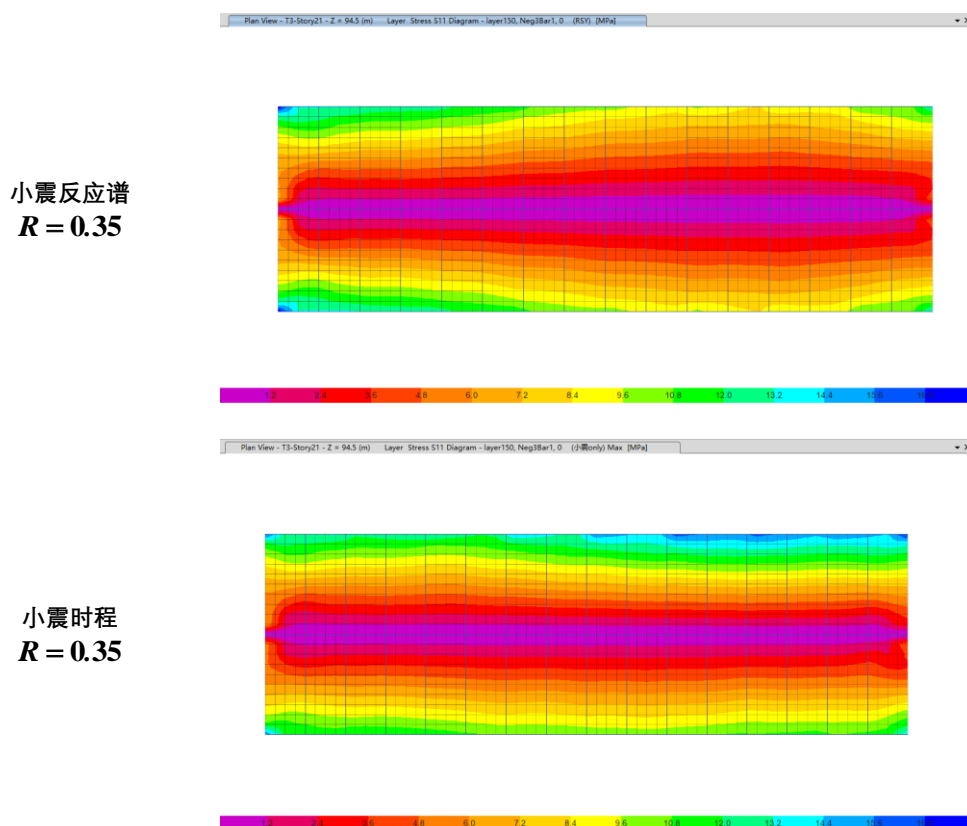 Plan View - T3-Story21 - Z = 94.5 (m) Layer Stress S11 Diagram - layer150, Neg3Bar1, 0 (RSY) [MPa]
小震反应谱
R = 0.35
1.2 2.4 3.6 4.8 6.0 7.2 8.4 9.6 10.8 12.0 13.2 14.4 15.6
Plan View - T3-Story21 - Z = 94.5 (m) Layer Stress S11 Diagram - layer150, Neg3Bar1, 0 (小震only) Max [MPa]
小震时程
R = 0.35
1.2 2.4 3.6 4.8 6.0 7.2 8.4 9.6 10.8 12.0 13.2 14.4 15.6